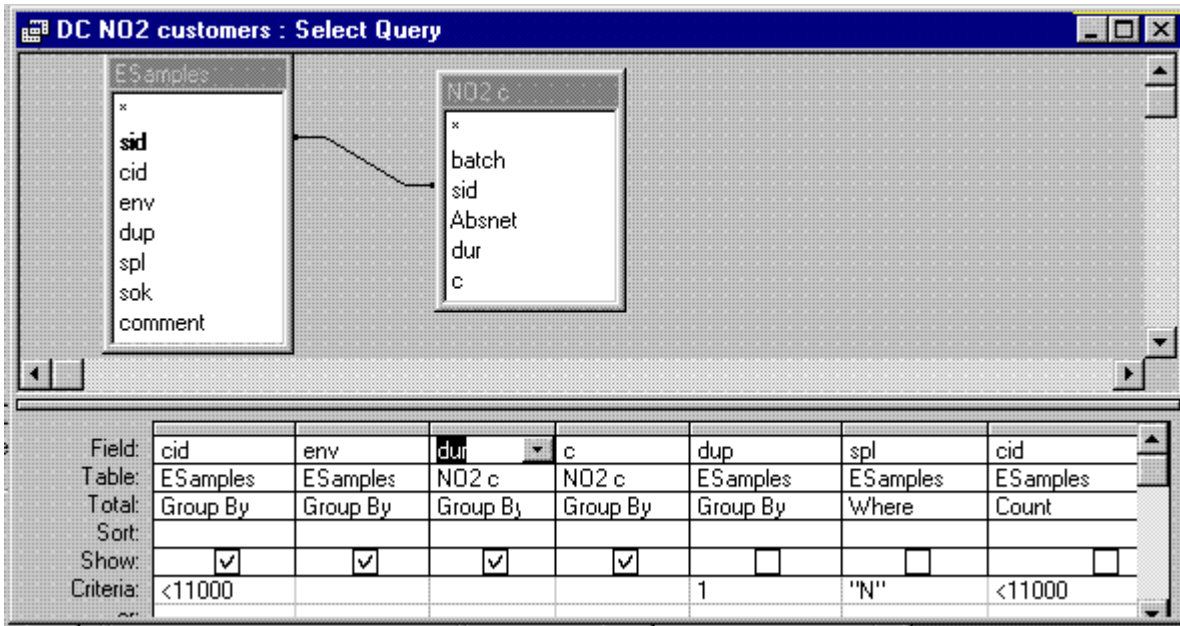 DC NO2 customers : Select Query
ESamples
*
sid
cid
env
dup
spl
sok
comment
NO2 c
*
batch
sid
Absnet
dur
c
Field: cid env dur c dup spl cid
Table: ESamples ESamples NO2 c NO2 c ESamples ESamples ESamples
Total: Group By Group By Group By Group By Group By Where Count
Sort:
Show:
Criteria: <11000 1 "N" <11000
or: